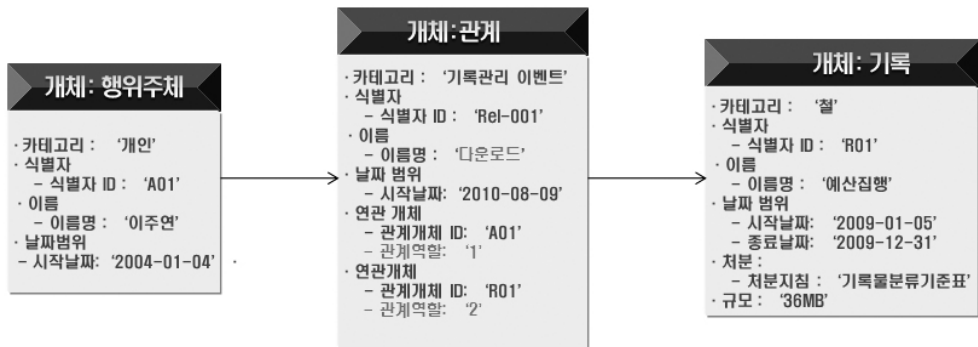 개체: 행위주체
· 카테고리 : ‘개인’
· 식별자
– 식별자 ID : ‘A01’
· 이름
– 이름명 : ‘이주연’
· 날짜범위
– 시작날짜: ‘2004-01-04’
개체:관계
· 카테고리 : ‘기록관리 이벤트’
· 식별자
– 식별자 ID : ‘Rel-001’
· 이름
– 이름명 : ‘다운로드’
· 날짜 범위
– 시작날짜: ‘2010-08-09’
· 연관 개체
– 관계개체 ID: ‘A01’
– 관계역할: ‘1’
· 연관개체
– 관계개체 ID: ‘R01’
– 관계역할: ‘2’
개체: 기록
· 카테고리 : ‘철’
· 식별자
– 식별자 ID : ‘R01’
· 이름
– 이름명 : ‘예산집행’
· 날짜 범위
– 시작날짜: ‘2009-01-05’
– 종료날짜: ‘2009-12-31’
· 처분 :
– 처분지침 : ‘기록물분류기준표’
· 규모 : ‘36MB’